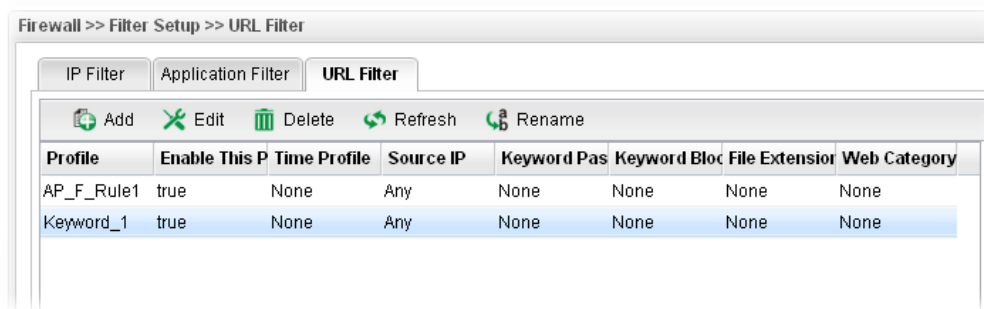 Firewall >> Filter Setup >> URL Filter
IP Filter Application Filter URL Filter
Add Edit Delete Refresh Rename
Profile Enable This P Time Profile Source IP Keyword Pas Keyword Bloc File Extension Web Category
AP_F_Rule1 true None Any None None None None
Keyword_1 true None Any None None None None